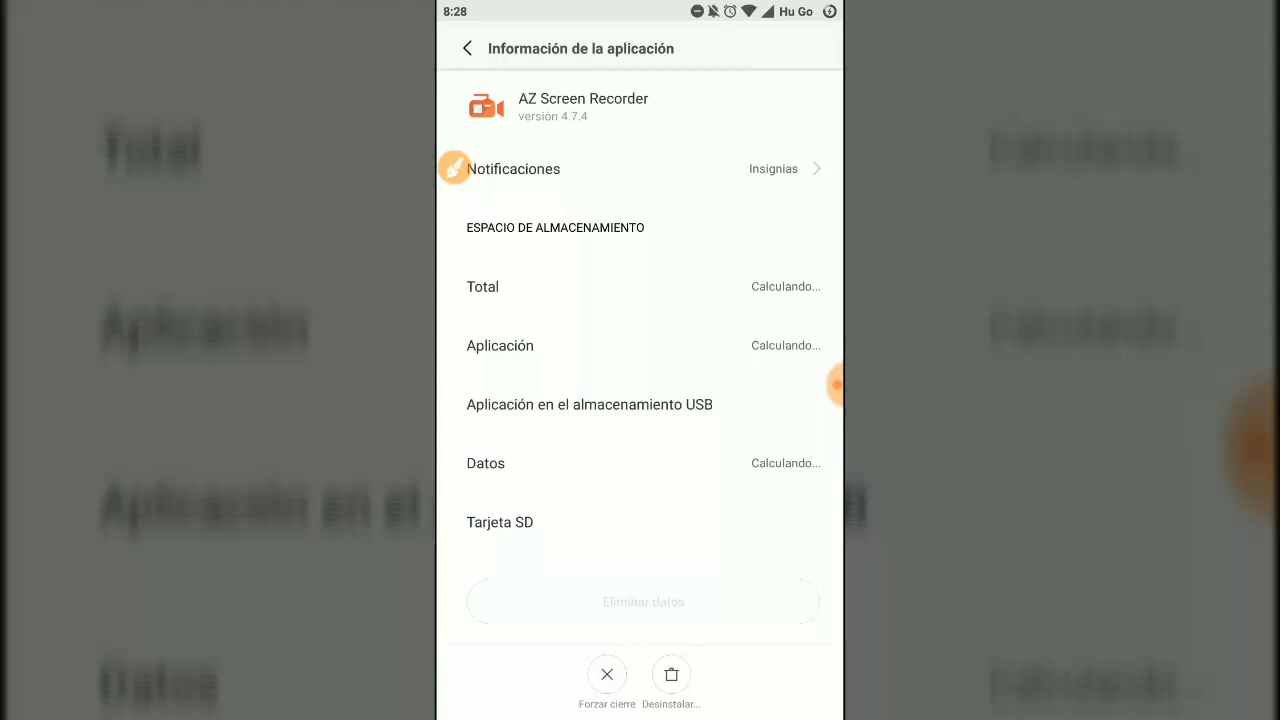 8:28 Hu Go
Información de la aplicación
AZ Screen Recorder
versión 4.7.4
Notificaciones Insignias
ESPACIO DE ALMACENAMIENTO
Total Calculando...
Aplicación Calculando...
Aplicación en el almacenamiento USB
Datos Calculando...
Tarjeta SD
Eliminar datos
Forzar cierre Desinstalar...